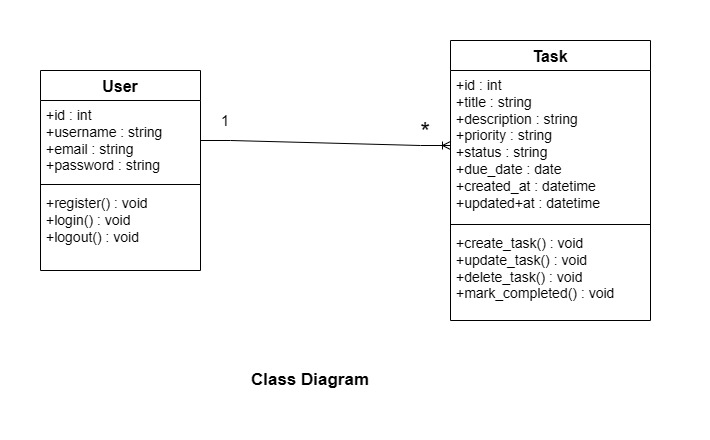 User
+id : int
+username : string
+email : string
+password : string
+register() : void
+login() : void
+logout() : void
1
*
Task
+id : int
+title : string
+description : string
+priority : string
+status : string
+due_date : date
+created_at : datetime
+updated+at : datetime
+create_task() : void
+update_task() : void
+delete_task() : void
+mark_completed() : void
Class Diagram